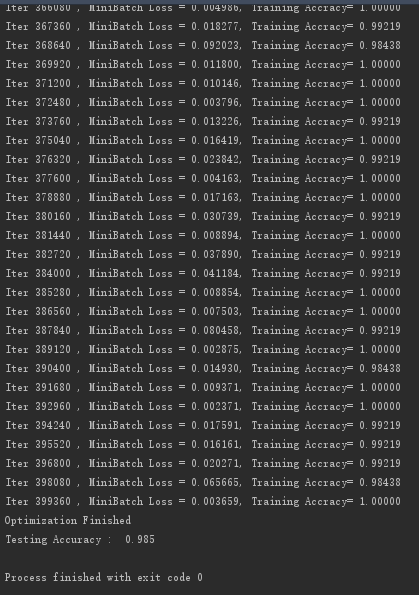 Iter 366080 , MiniBatch Loss = 0.004986, Training Accracy= 1.00000
Iter 367360 , MiniBatch Loss = 0.018277, Training Accracy= 0.99219
Iter 368640 , MiniBatch Loss = 0.092023, Training Accracy= 0.98438
Iter 369920 , MiniBatch Loss = 0.011800, Training Accracy= 1.00000
Iter 371200 , MiniBatch Loss = 0.010146, Training Accracy= 1.00000
Iter 372480 , MiniBatch Loss = 0.003796, Training Accracy= 1.00000
Iter 373760 , MiniBatch Loss = 0.013226, Training Accracy= 0.99219
Iter 375040 , MiniBatch Loss = 0.016419, Training Accracy= 1.00000
Iter 376320 , MiniBatch Loss = 0.023842, Training Accracy= 0.99219
Iter 377600 , MiniBatch Loss = 0.004163, Training Accracy= 1.00000
Iter 378880 , MiniBatch Loss = 0.017163, Training Accracy= 1.00000
Iter 380160 , MiniBatch Loss = 0.030739, Training Accracy= 0.99219
Iter 381440 , MiniBatch Loss = 0.008894, Training Accracy= 1.00000
Iter 382720 , MiniBatch Loss = 0.037890, Training Accracy= 0.99219
Iter 384000 , MiniBatch Loss = 0.041184, Training Accracy= 0.99219
Iter 385280 , MiniBatch Loss = 0.008854, Training Accracy= 1.00000
Iter 386560 , MiniBatch Loss = 0.007503, Training Accracy= 1.00000
Iter 387840 , MiniBatch Loss = 0.080458, Training Accracy= 0.99219
Iter 389120 , MiniBatch Loss = 0.002875, Training Accracy= 1.00000
Iter 390400 , MiniBatch Loss = 0.014930, Training Accracy= 0.98438
Iter 391680 , MiniBatch Loss = 0.009371, Training Accracy= 1.00000
Iter 392960 , MiniBatch Loss = 0.002371, Training Accracy= 1.00000
Iter 394240 , MiniBatch Loss = 0.017591, Training Accracy= 0.99219
Iter 395520 , MiniBatch Loss = 0.016161, Training Accracy= 0.99219
Iter 396800 , MiniBatch Loss = 0.020271, Training Accracy= 0.99219
Iter 398080 , MiniBatch Loss = 0.065665, Training Accracy= 0.98438
Iter 399360 , MiniBatch Loss = 0.003659, Training Accracy= 1.00000
Optimization Finished
Testing Accuracy :  0.985
Process finished with exit code 0